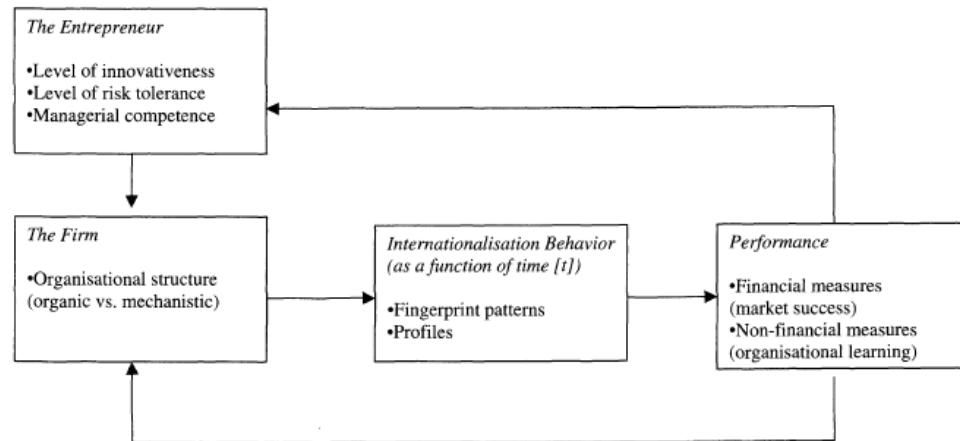 The Entrepreneur
•Level of innovativeness
•Level of risk tolerance
•Managerial competence
The Firm
•Organisational structure
(organic vs. mechanistic)
Internationalisation Behavior
(as a function of time [t])
•Fingerprint patterns
•Profiles
Performance
•Financial measures
(market success)
•Non-financial measures
(organisational learning)